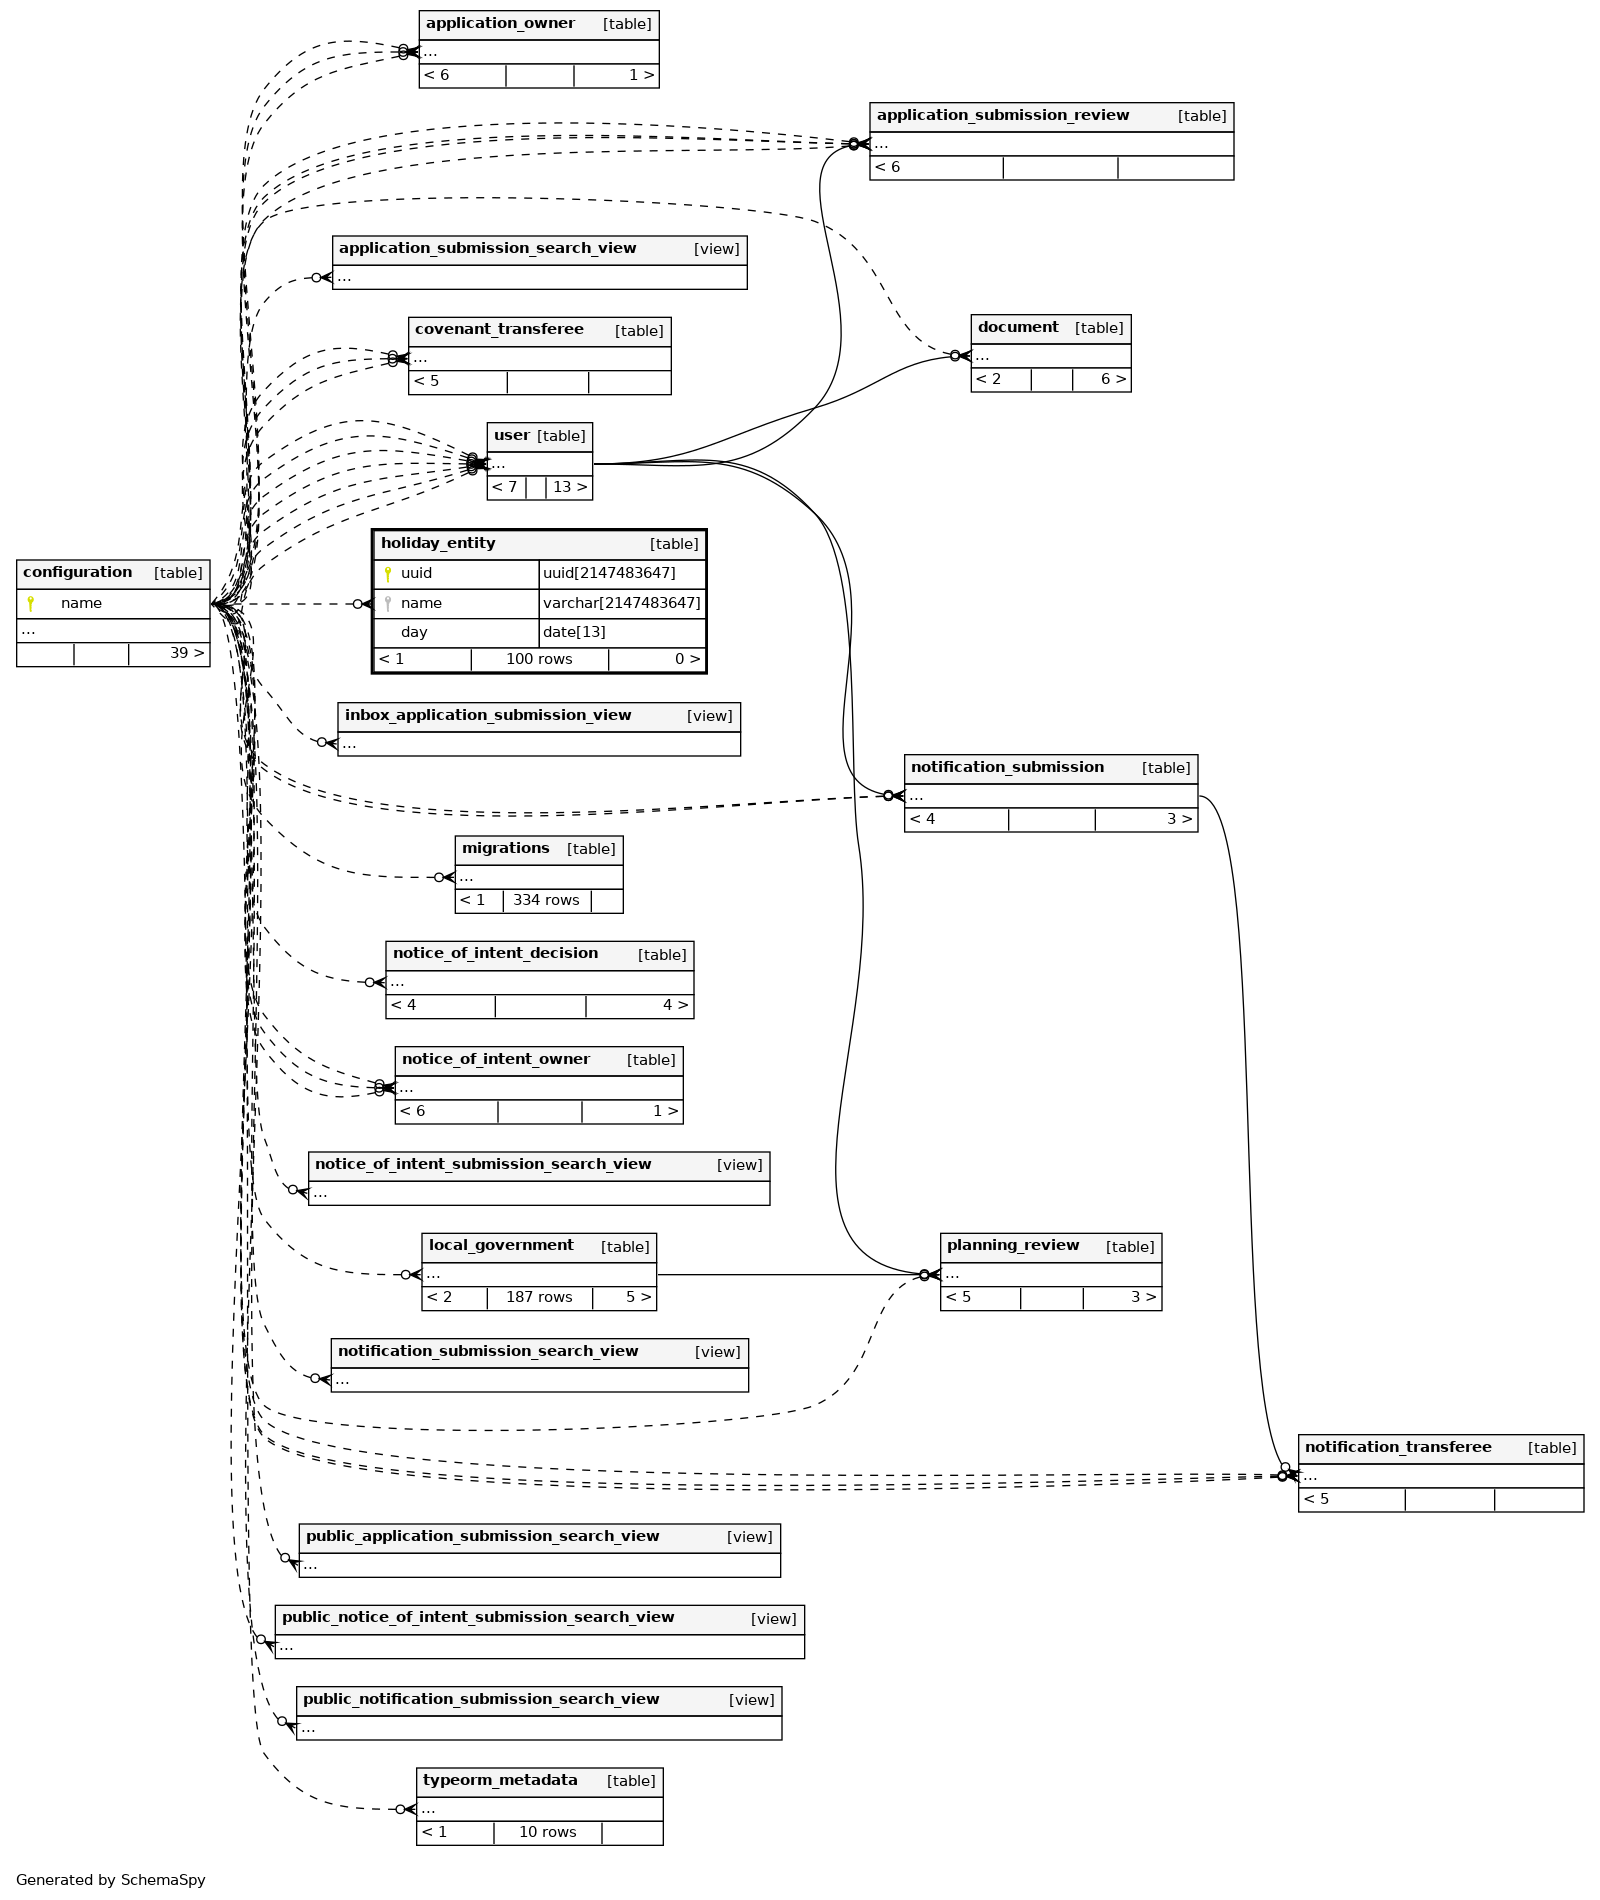 application_owner [table]
...
< 6 1 >
application_submission_review [table]
...
< 6
application_submission_search_view [view]
...
covenant_transferee [table]
...
< 5
document [table]
...
< 2 6 >
user [table]
...
< 7 13 >
holiday_entity [table]
uuid uuid[2147483647]
name varchar[2147483647]
day date[13]
< 1 100 rows 0 >
configuration [table]
name
...
39 >
inbox_application_submission_view [view]
...
notification_submission [table]
...
< 4 3 >
migrations [table]
...
< 1 334 rows
notice_of_intent_decision [table]
...
< 4 4 >
notice_of_intent_owner [table]
...
< 6 1 >
notice_of_intent_submission_search_view [view]
...
local_government [table]
...
< 2 187 rows 5 >
planning_review [table]
...
< 5 3 >
notification_submission_search_view [view]
...
notification_transferee [table]
...
< 5
public_application_submission_search_view [view]
...
public_notice_of_intent_submission_search_view [view]
...
public_notification_submission_search_view [view]
...
typeorm_metadata [table]
...
< 1 10 rows
Generated by SchemaSpy